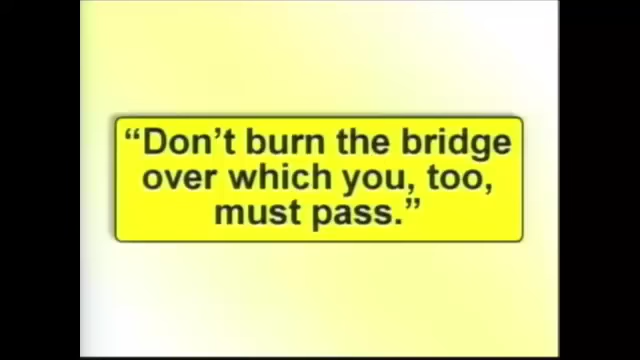 “Don’t burn the bridge
over which you, too,
must pass.”